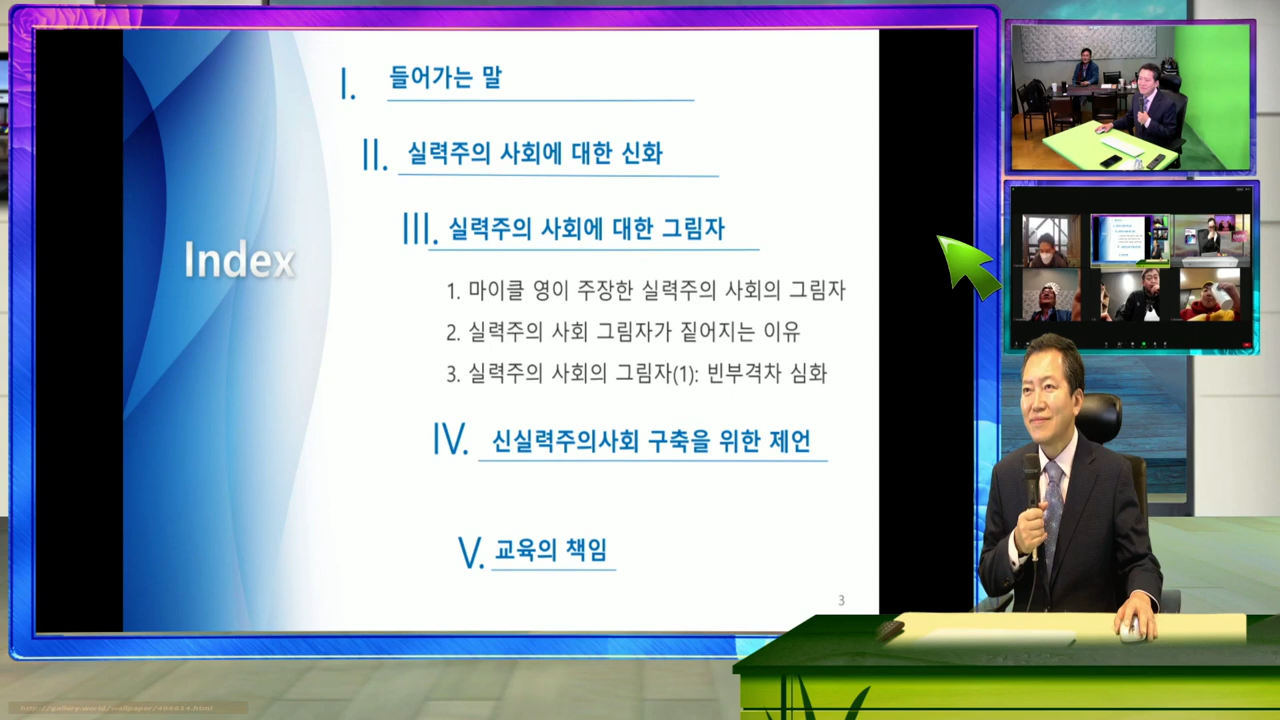 Index
I. 들어가는 말
II. 실력주의 사회에 대한 신화
III. 실력주의 사회에 대한 그림자
1. 마이클 영이 주장한 실력주의 사회의 그림자
2. 실력주의 사회 그림자가 짙어지는 이유
3. 실력주의 사회의 그림자(1): 빈부격차 심화
IV. 신실력주의사회 구축을 위한 제언
V. 교육의 책임
3